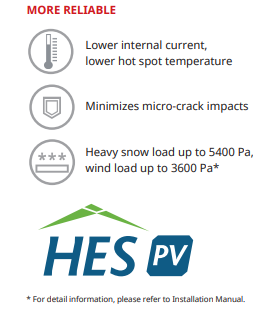 MORE RELIABLE
Lower internal current,
lower hot spot temperature
Minimizes micro-crack impacts
Heavy snow load up to 5400 Pa,
wind load up to 3600 Pa*
HES PV
* For detail information, please refer to Installation Manual.